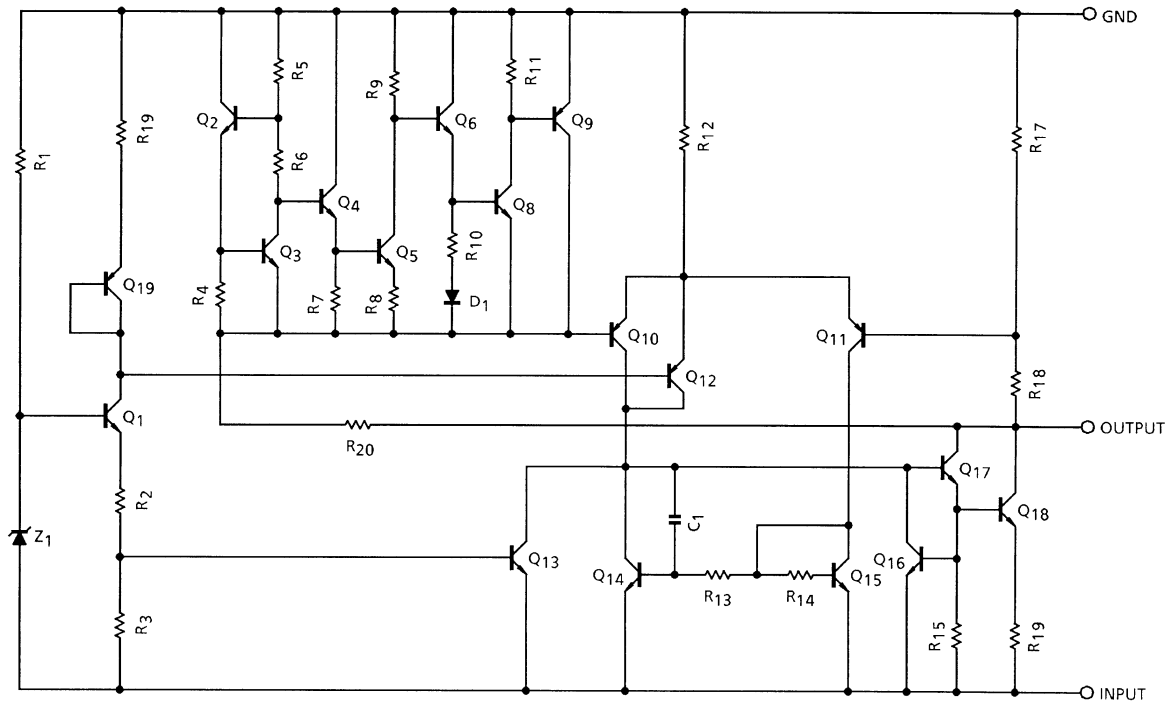 GND
R5
R11
R9
Q2
Q6
Q9
R19
R12
R17
R1
R6
Q4
Q8
Q3
Q5
R10
Q19
R4
R7
R8
D1
Q10
Q11
Q12
R18
Q1
OUTPUT
R20
Q17
R2
Q18
C1
Z1
Q13
Q14
Q16
Q15
R13
R14
R3
R15
R19
INPUT